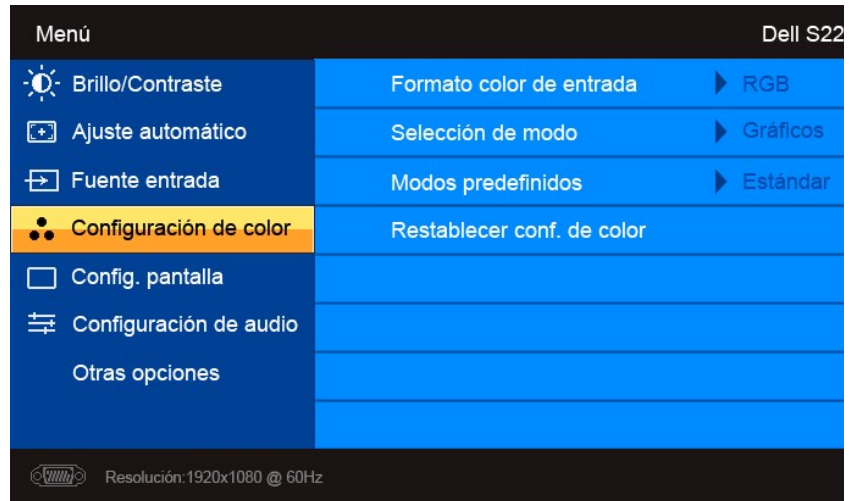 Menú Dell S22
Brillo/Contraste Formato color de entrada RGB
Ajuste automático Selección de modo Gráficos
Fuente entrada Modos predefinidos Estándar
Configuración de color Restablecer conf. de color
Config. pantalla
Configuración de audio
Otras opciones
Resolución:1920x1080 @ 60Hz